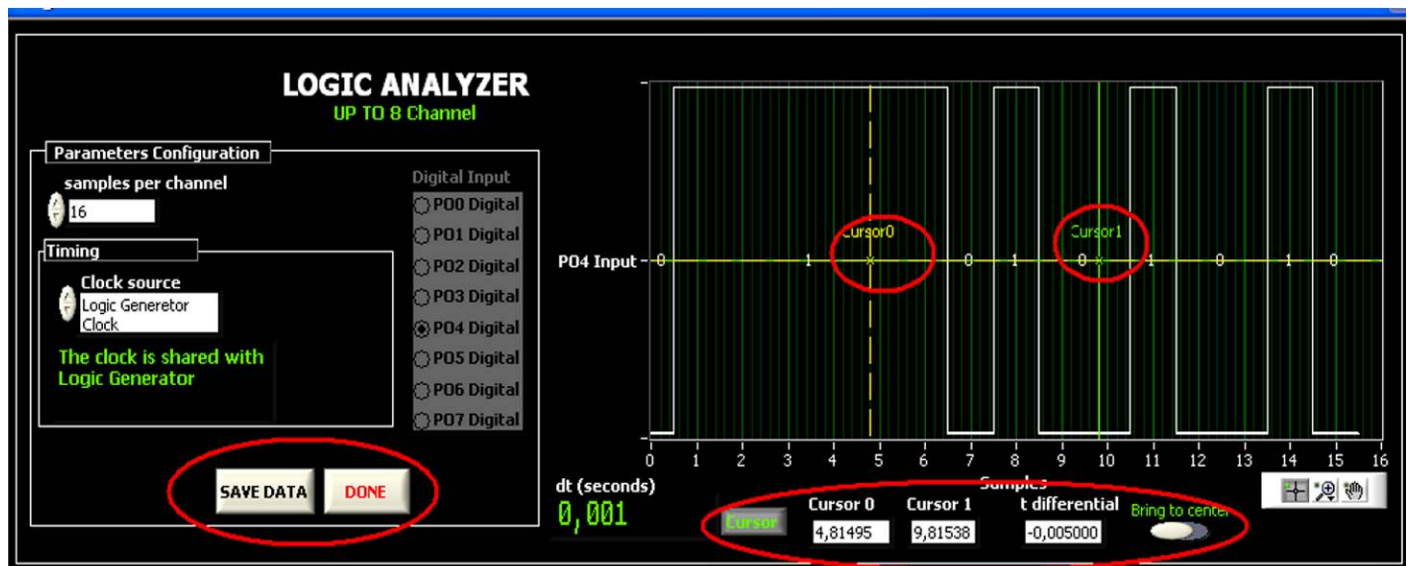 LOGIC ANALYZER
UP TO 8 Channel
Parameters Configuration
samples per channel
16
Timing
Clock source
Logic Generetor
Clock
The clock is shared with
Logic Generator
Digital Input
PO0 Digital
PO1 Digital
PO2 Digital
PO3 Digital
PO4 Digital
PO5 Digital
PO6 Digital
PO7 Digital
SAVE DATA
DONE
Cursor0
Cursor1
PO4 Input
0 1 0 1 0 1 0 1 0
0 1 2 3 4 5 6 7 8 9 10 11 12 13 14 15 16
Samples
dt (seconds)
0,001
Cursor
Cursor 0
4,81495
Cursor 1
9,81538
t differential
-0,005000
Bring to center